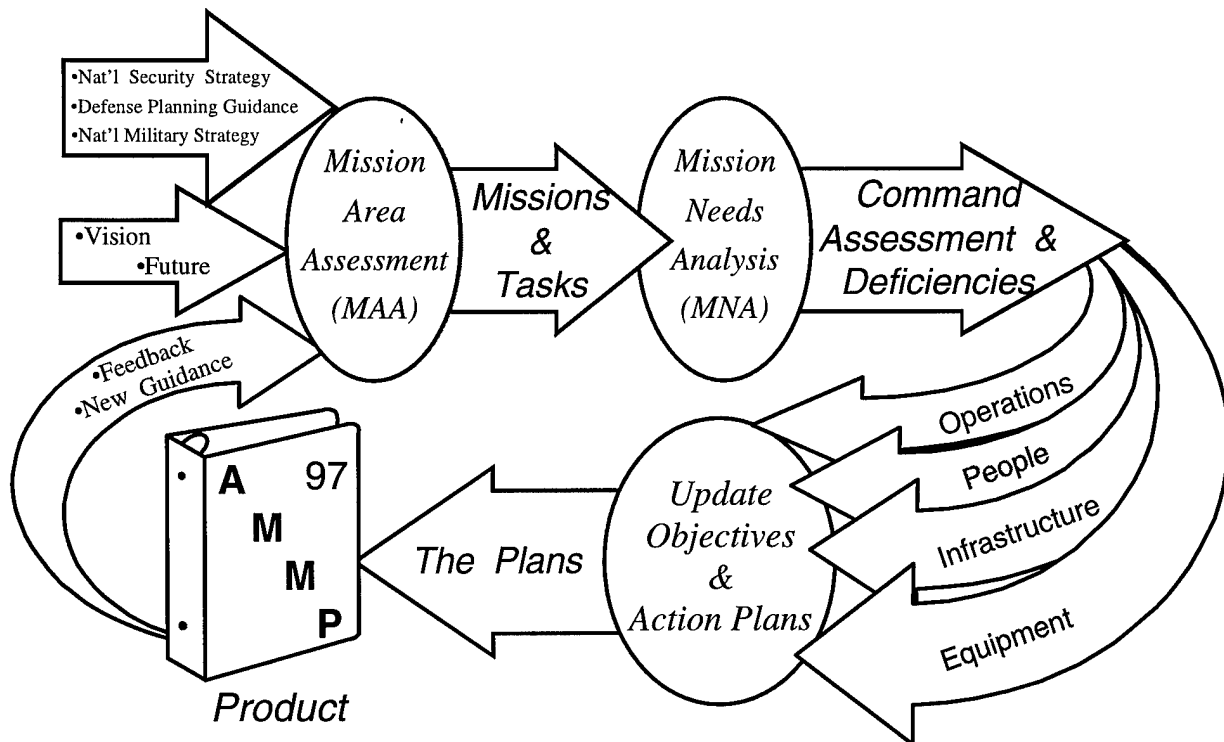 •Nat'l Security Strategy
•Defense Planning Guidance
•Nat'l Military Strategy
•Vision
•Future
•Feedback
•New Guidance
Mission
Area
Assessment
(MAA)
Missions
&
Tasks
Mission
Needs
Analysis
(MNA)
Command
Assessment &
Deficiencies
Operations
People
Infrastructure
Equipment
Update
Objectives
&
Action Plans
The Plans
A 97
M
M
P
Product